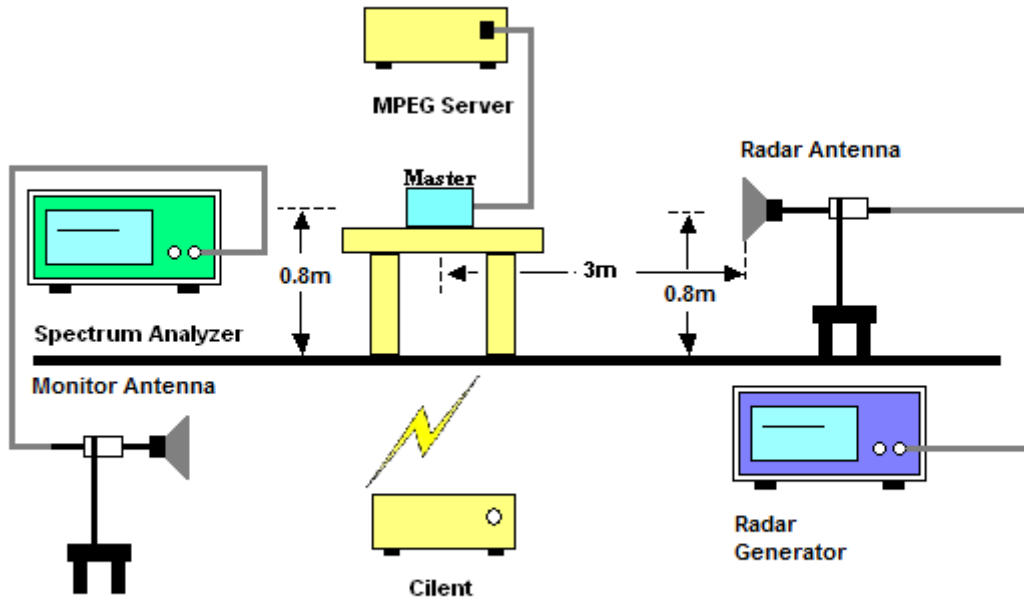 MPEG Server
Radar Antenna
Master
0.8m
3m
0.8m
Spectrum Analyzer
Monitor Antenna
Radar
Generator
Cilent